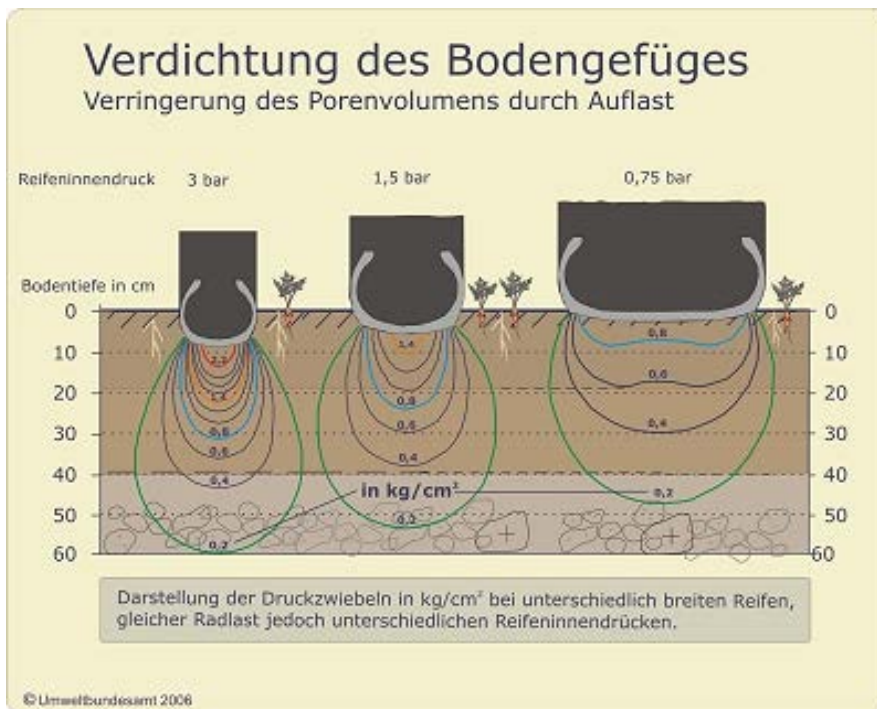 Verdichtung des Bodengefüges
Verringerung des Porenvolumens durch Auflast
Reifeninnendruck 3 bar 1,5 bar 0,75 bar
Bodentiefe in cm
0 0
10 10
20 20
30 30
40 40
50 50
60 60
1,4 0,8
0,8 0,6
0,8 0,6 0,4
0,6 0,4
0,4
in kg/cm² 0,2
0,2
0,2
Darstellung der Druckzwiebeln in kg/cm² bei unterschiedlich breiten Reifen,
gleicher Radlast jedoch unterschiedlichen Reifeninnendrücken.
© Umweltbundesamt 2006